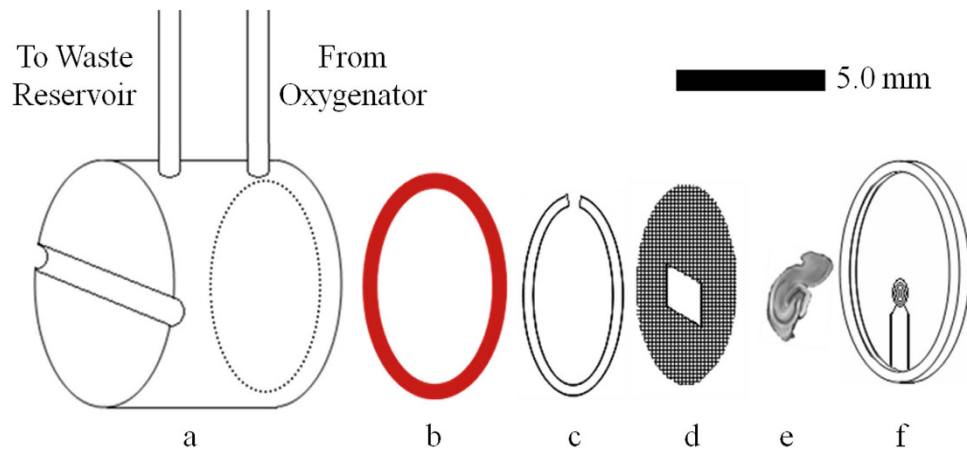 To Waste
Reservoir
From
Oxygenator
5.0 mm
a b c d e f